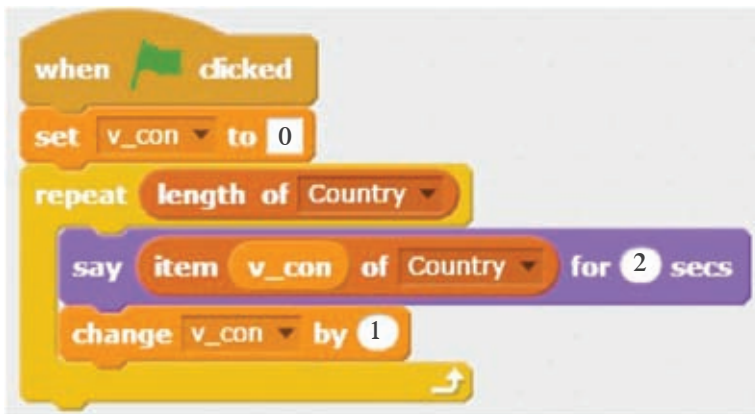 when clicked
set v_con to 0
repeat length of Country
say item v_con of Country for 2 secs
change v_con by 1